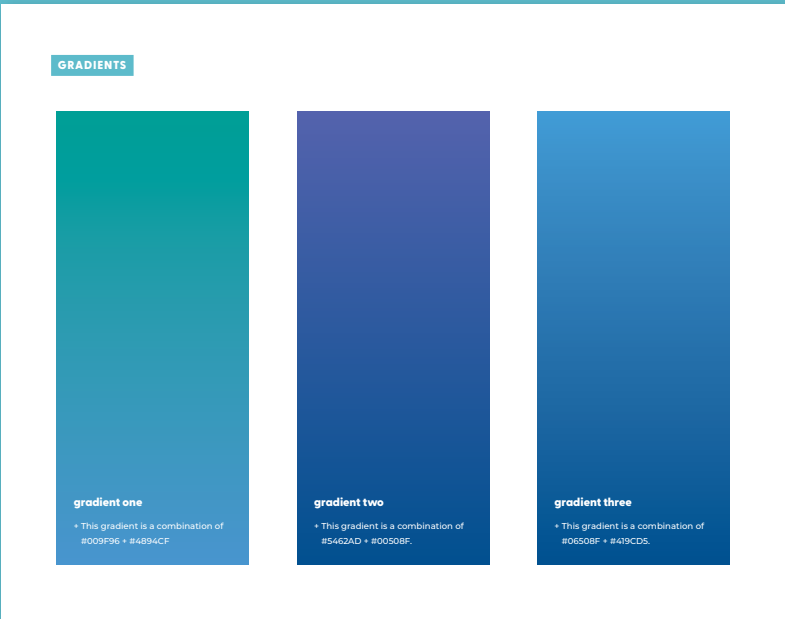 GRADIENTS
gradient one
+ This gradient is a combination of
#009F96 + #4894CF
gradient two
+ This gradient is a combination of
#5462AD + #00508F.
gradient three
+ This gradient is a combination of
#06508F + #419CD5.